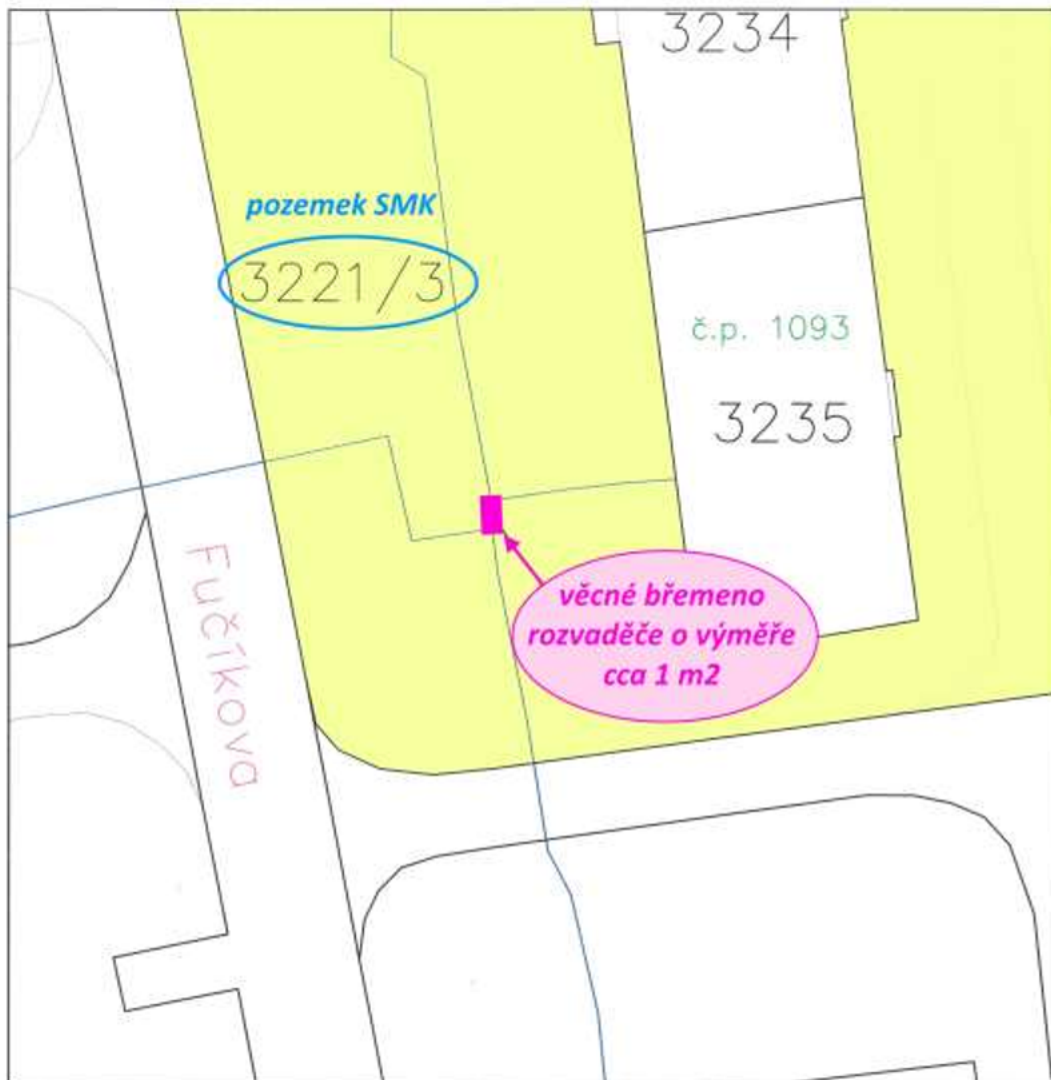 3234
pozemek SMK
3221/3
č.p. 1093
3235
Fučíkova
věcné břemeno
rozvaděče o výměře
cca 1 m2